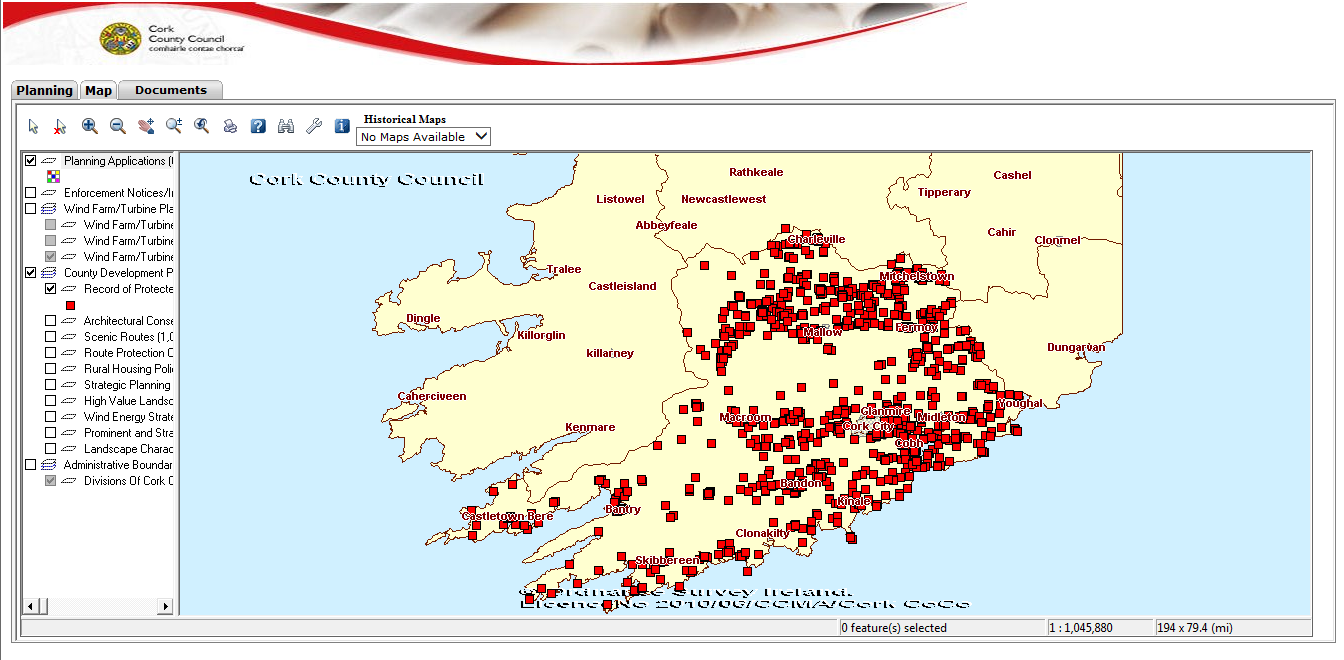 Cork
County Council
comhairle contae chorcaí
Planning
Map
Documents
Historical Maps
No Maps Available
Planning Applications (
Enforcement Notices/I
Wind Farm/Turbine Pla
Wind Farm/Turbine
Wind Farm/Turbine
Wind Farm/Turbine
County Development P
Record of Protecte
Architectural Conse
Scenic Routes (1,0
Route Protection C
Rural Housing Poli
Strategic Planning
High Value Landsc
Wind Energy Strate
Prominent and Stra
Landscape Charac
Administrative Boundar
Divisions Of Cork C
Cork County Council
Rathkeale
Cashel
Listowel
Newcastlewest
Tipperary
Abbeyfeale
Charleville
Cahir
Clonmel
Tralee
Mitchelstown
Castleisland
Dingle
Killorglin
Mallow
Fermoy
killarney
Dungarvan
Caherciveen
Macroom
Glanmire
Midleton
Youghal
Kenmare
Cork City
Cobh
Bandon
Castletown Bere
Bantry
Kinale
Clonakilty
Skibbereen
© Ordnance Survey Ireland.
Licence No 2010/06/CCMA/Cork CoCo
0 feature(s) selected
1 : 1,045,880
194 x 79.4 (mi)